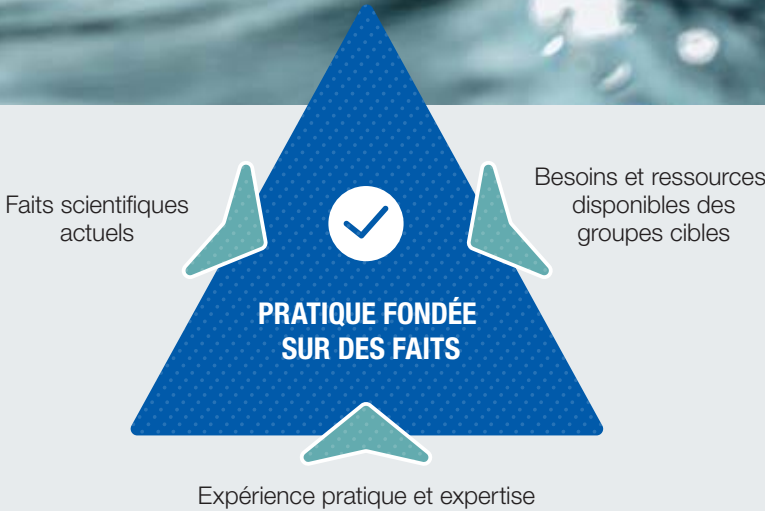 Faits scientifiques
actuels
Besoins et ressources
disponibles des
groupes cibles
PRATIQUE FONDÉE
SUR DES FAITS
Expérience pratique et expertise